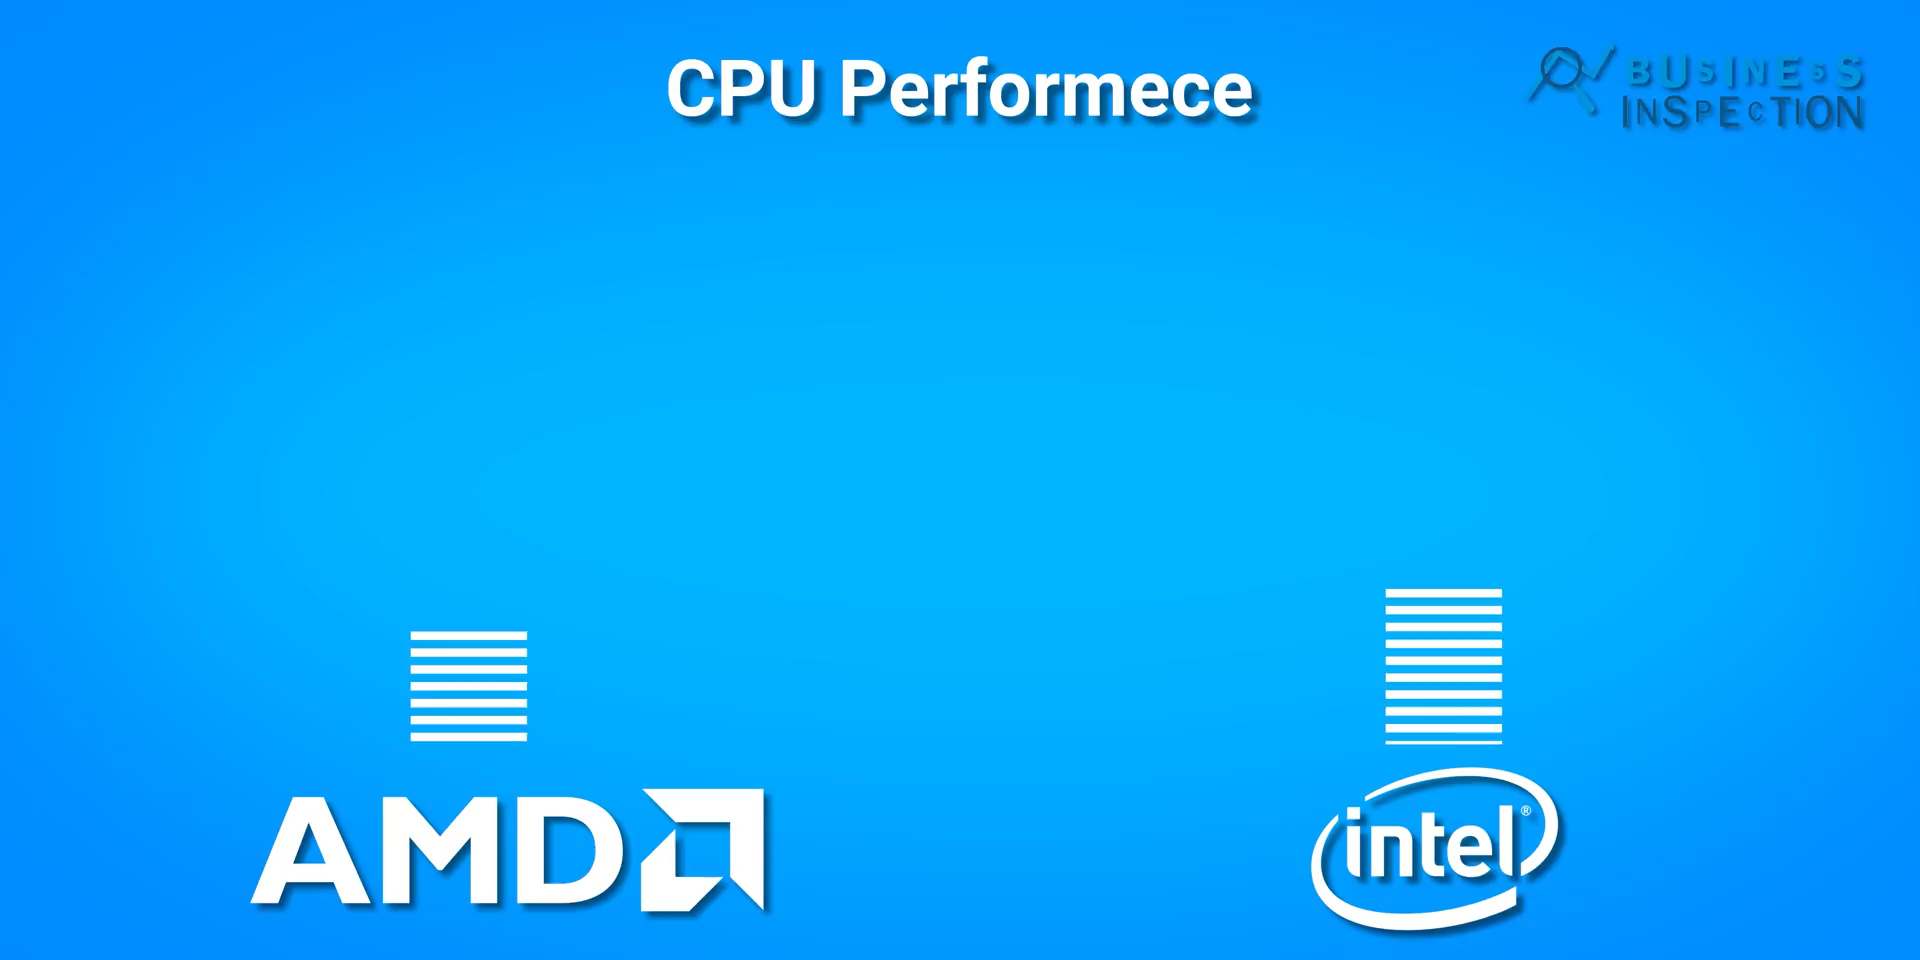 CPU Performece
BUSINESS
INSPECTION
AMD
intel®